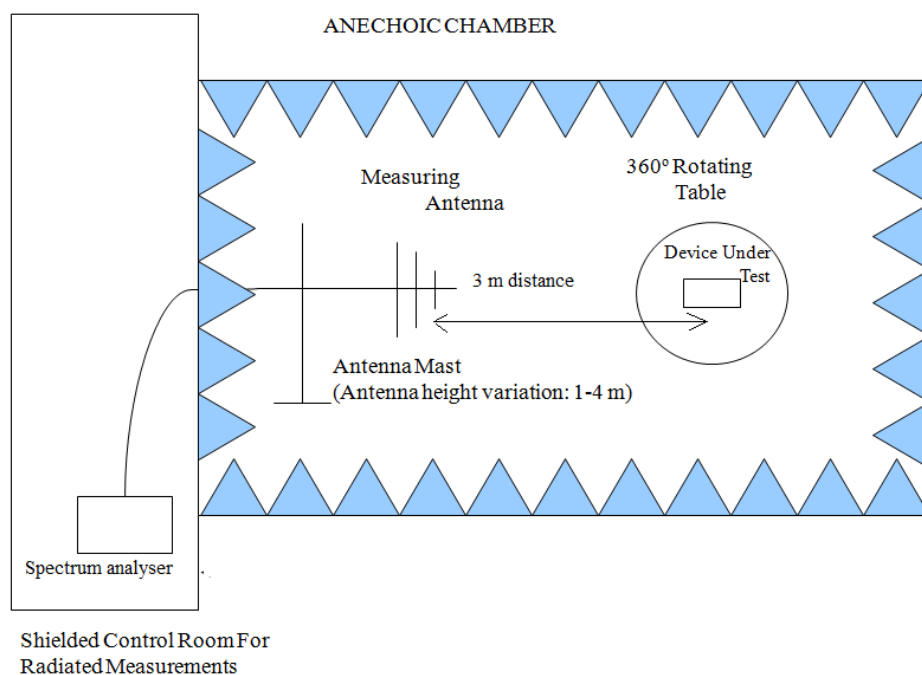 ANECHOIC CHAMBER
360º Rotating
Table
Measuring
Antenna
Device Under
Test
3 m distance
Antenna Mast
(Antenna height variation: 1-4 m)
Spectrum analyser
Shielded Control Room For
Radiated Measurements